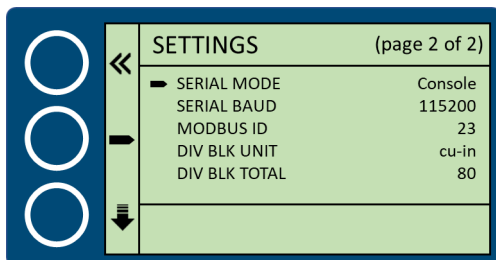 SETTINGS (page 2 of 2)
SERIAL MODE Console
SERIAL BAUD 115200
MODBUS ID 23
DIV BLK UNIT cu-in
DIV BLK TOTAL 80